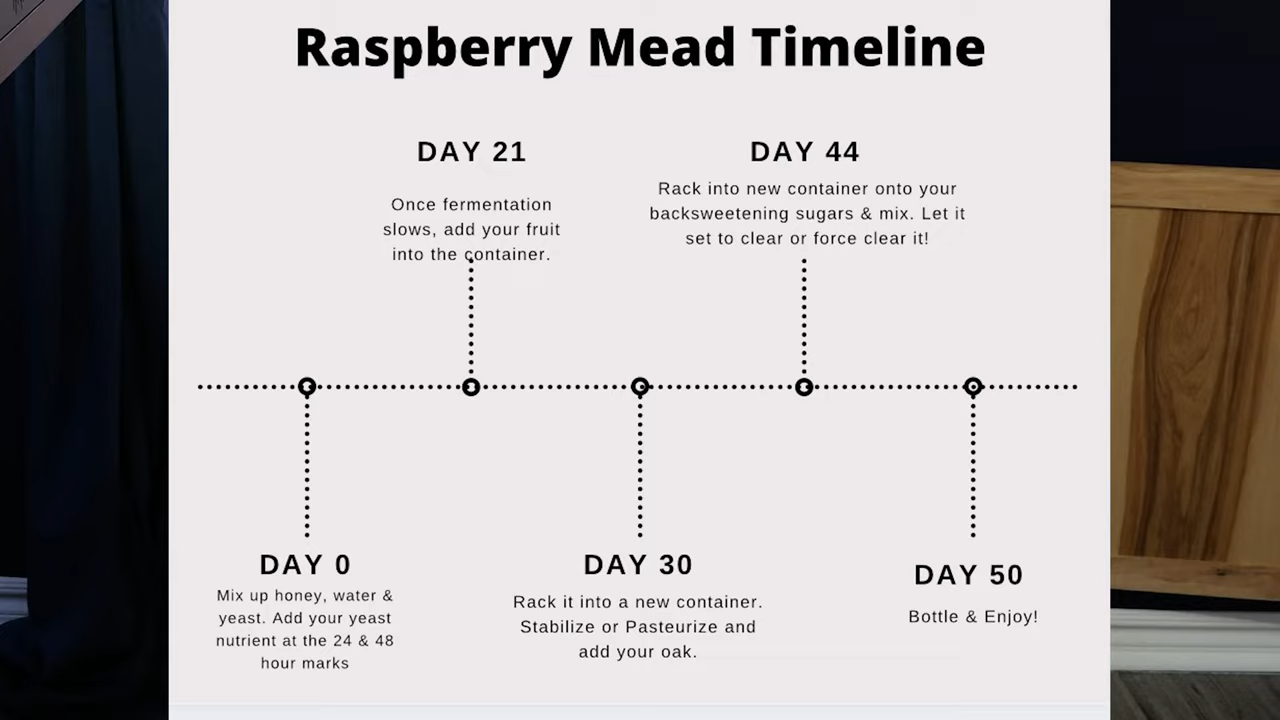 Raspberry Mead Timeline
DAY 21
Once fermentation
slows, add your fruit
into the container.
DAY 44
Rack into new container onto your
backsweetening sugars & mix. Let it
set to clear or force clear it!
DAY 0
Mix up honey, water &
yeast. Add your yeast
nutrient at the 24 & 48
hour marks
DAY 30
Rack it into a new container.
Stabilize or Pasteurize and
add your oak.
DAY 50
Bottle & Enjoy!